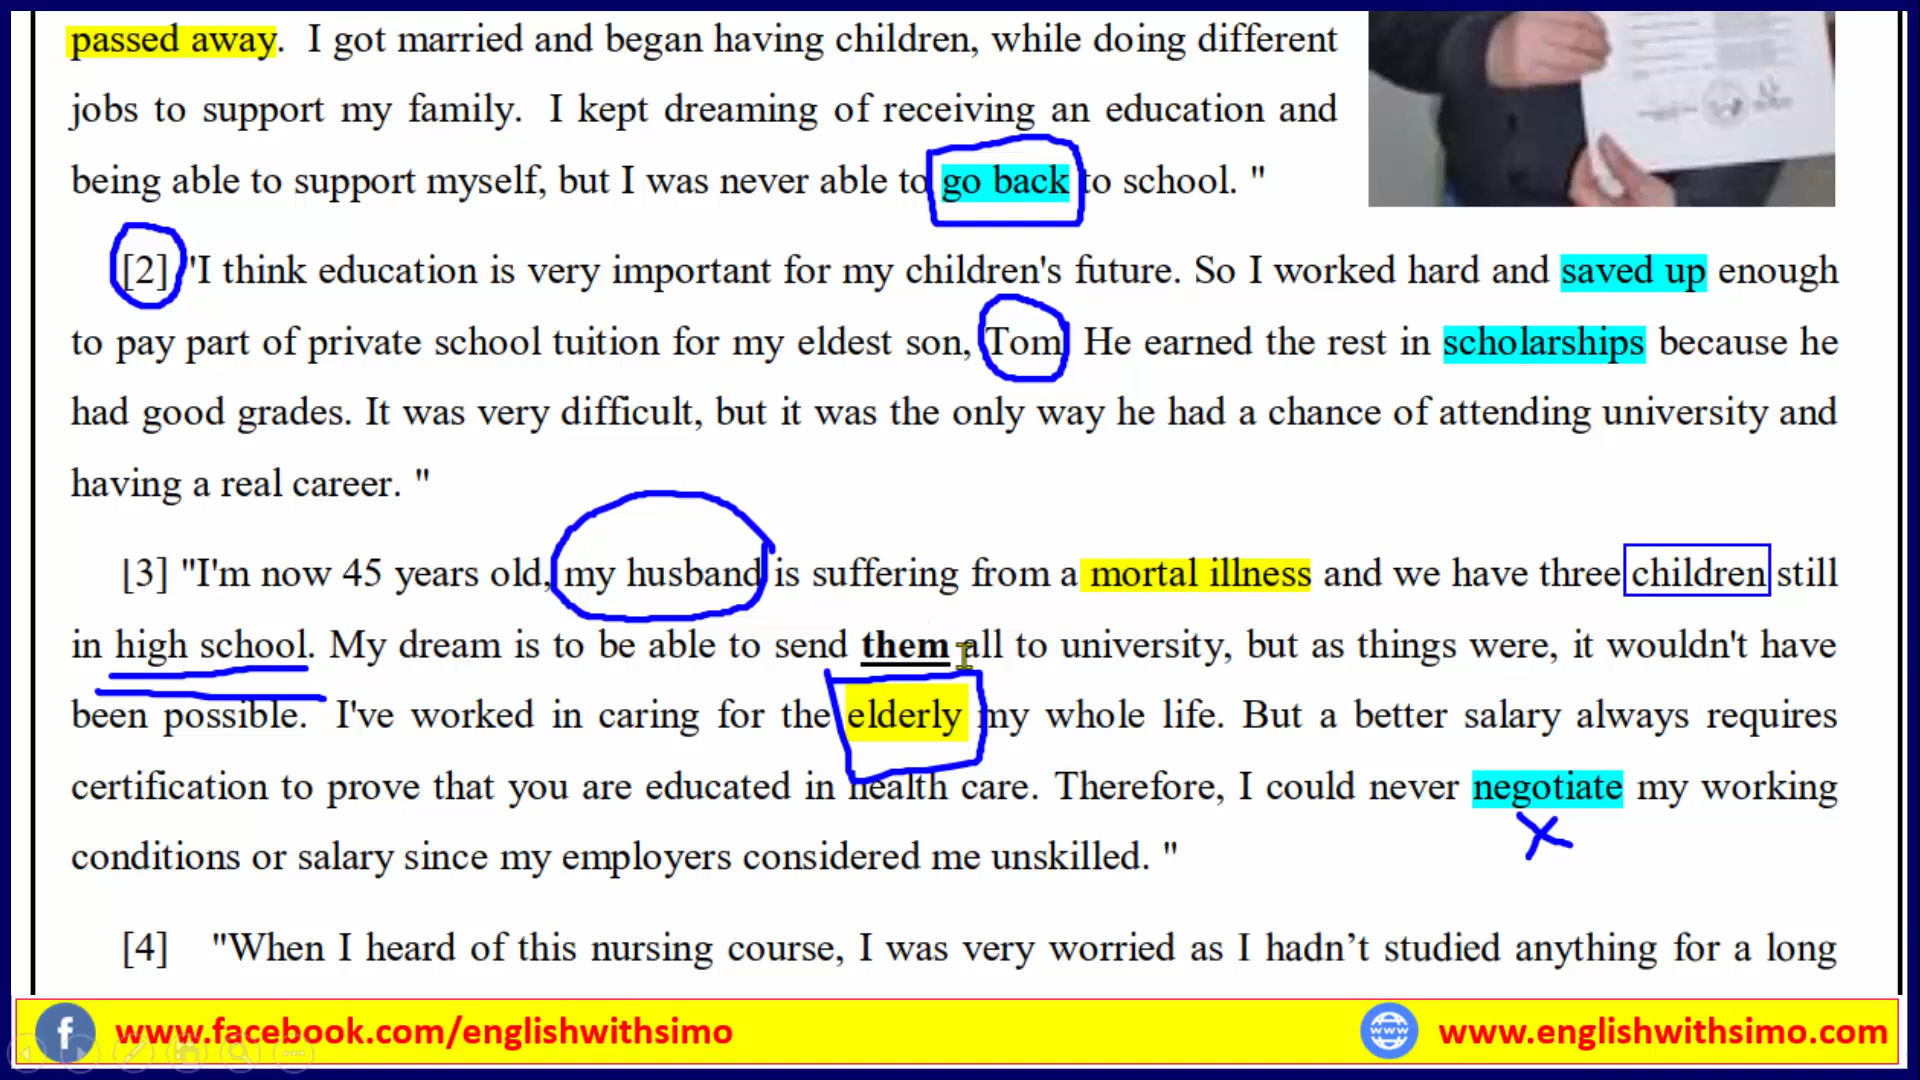 passed away. I got married and began having children, while doing different
jobs to support my family. I kept dreaming of receiving an education and
being able to support myself, but I was never able to go back to school. "
[2] "I think education is very important for my children's future. So I worked hard and saved up enough
to pay part of private school tuition for my eldest son, Tom. He earned the rest in scholarships because he
had good grades. It was very difficult, but it was the only way he had a chance of attending university and
having a real career. "
[3] "I'm now 45 years old, my husband is suffering from a mortal illness and we have three children still
in high school. My dream is to be able to send them all to university, but as things were, it wouldn't have
been possible. I've worked in caring for the elderly my whole life. But a better salary always requires
certification to prove that you are educated in health care. Therefore, I could never negotiate my working
conditions or salary since my employers considered me unskilled. "
[4] "When I heard of this nursing course, I was very worried as I hadn’t studied anything for a long
f www.facebook.com/englishwithsimo www www.englishwithsimo.com